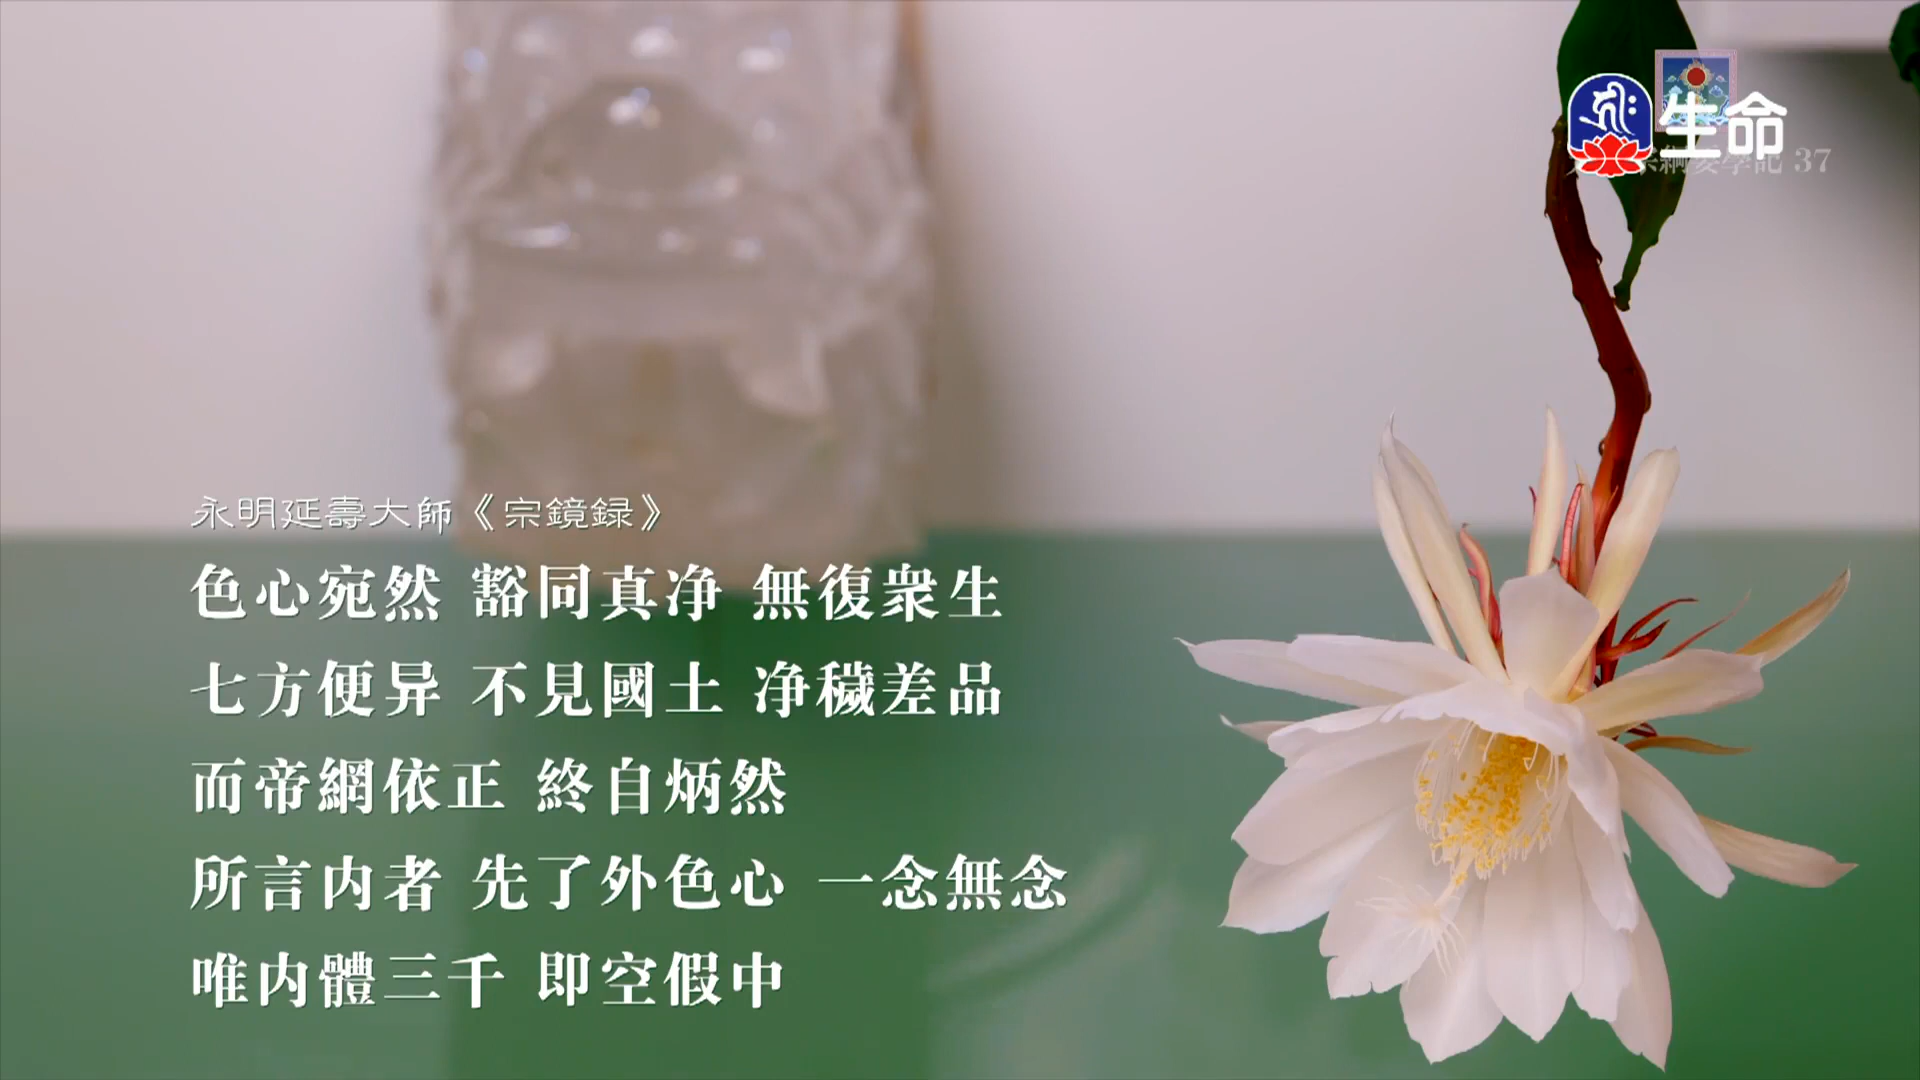 生命
37
永明延壽大師《宗鏡録》
色心宛然 豁同真净 無復衆生
七方便异 不見國土 净穢差品
而帝網依正 終自炳然
所言内者 先了外色心 一念無念
唯内體三千 即空假中